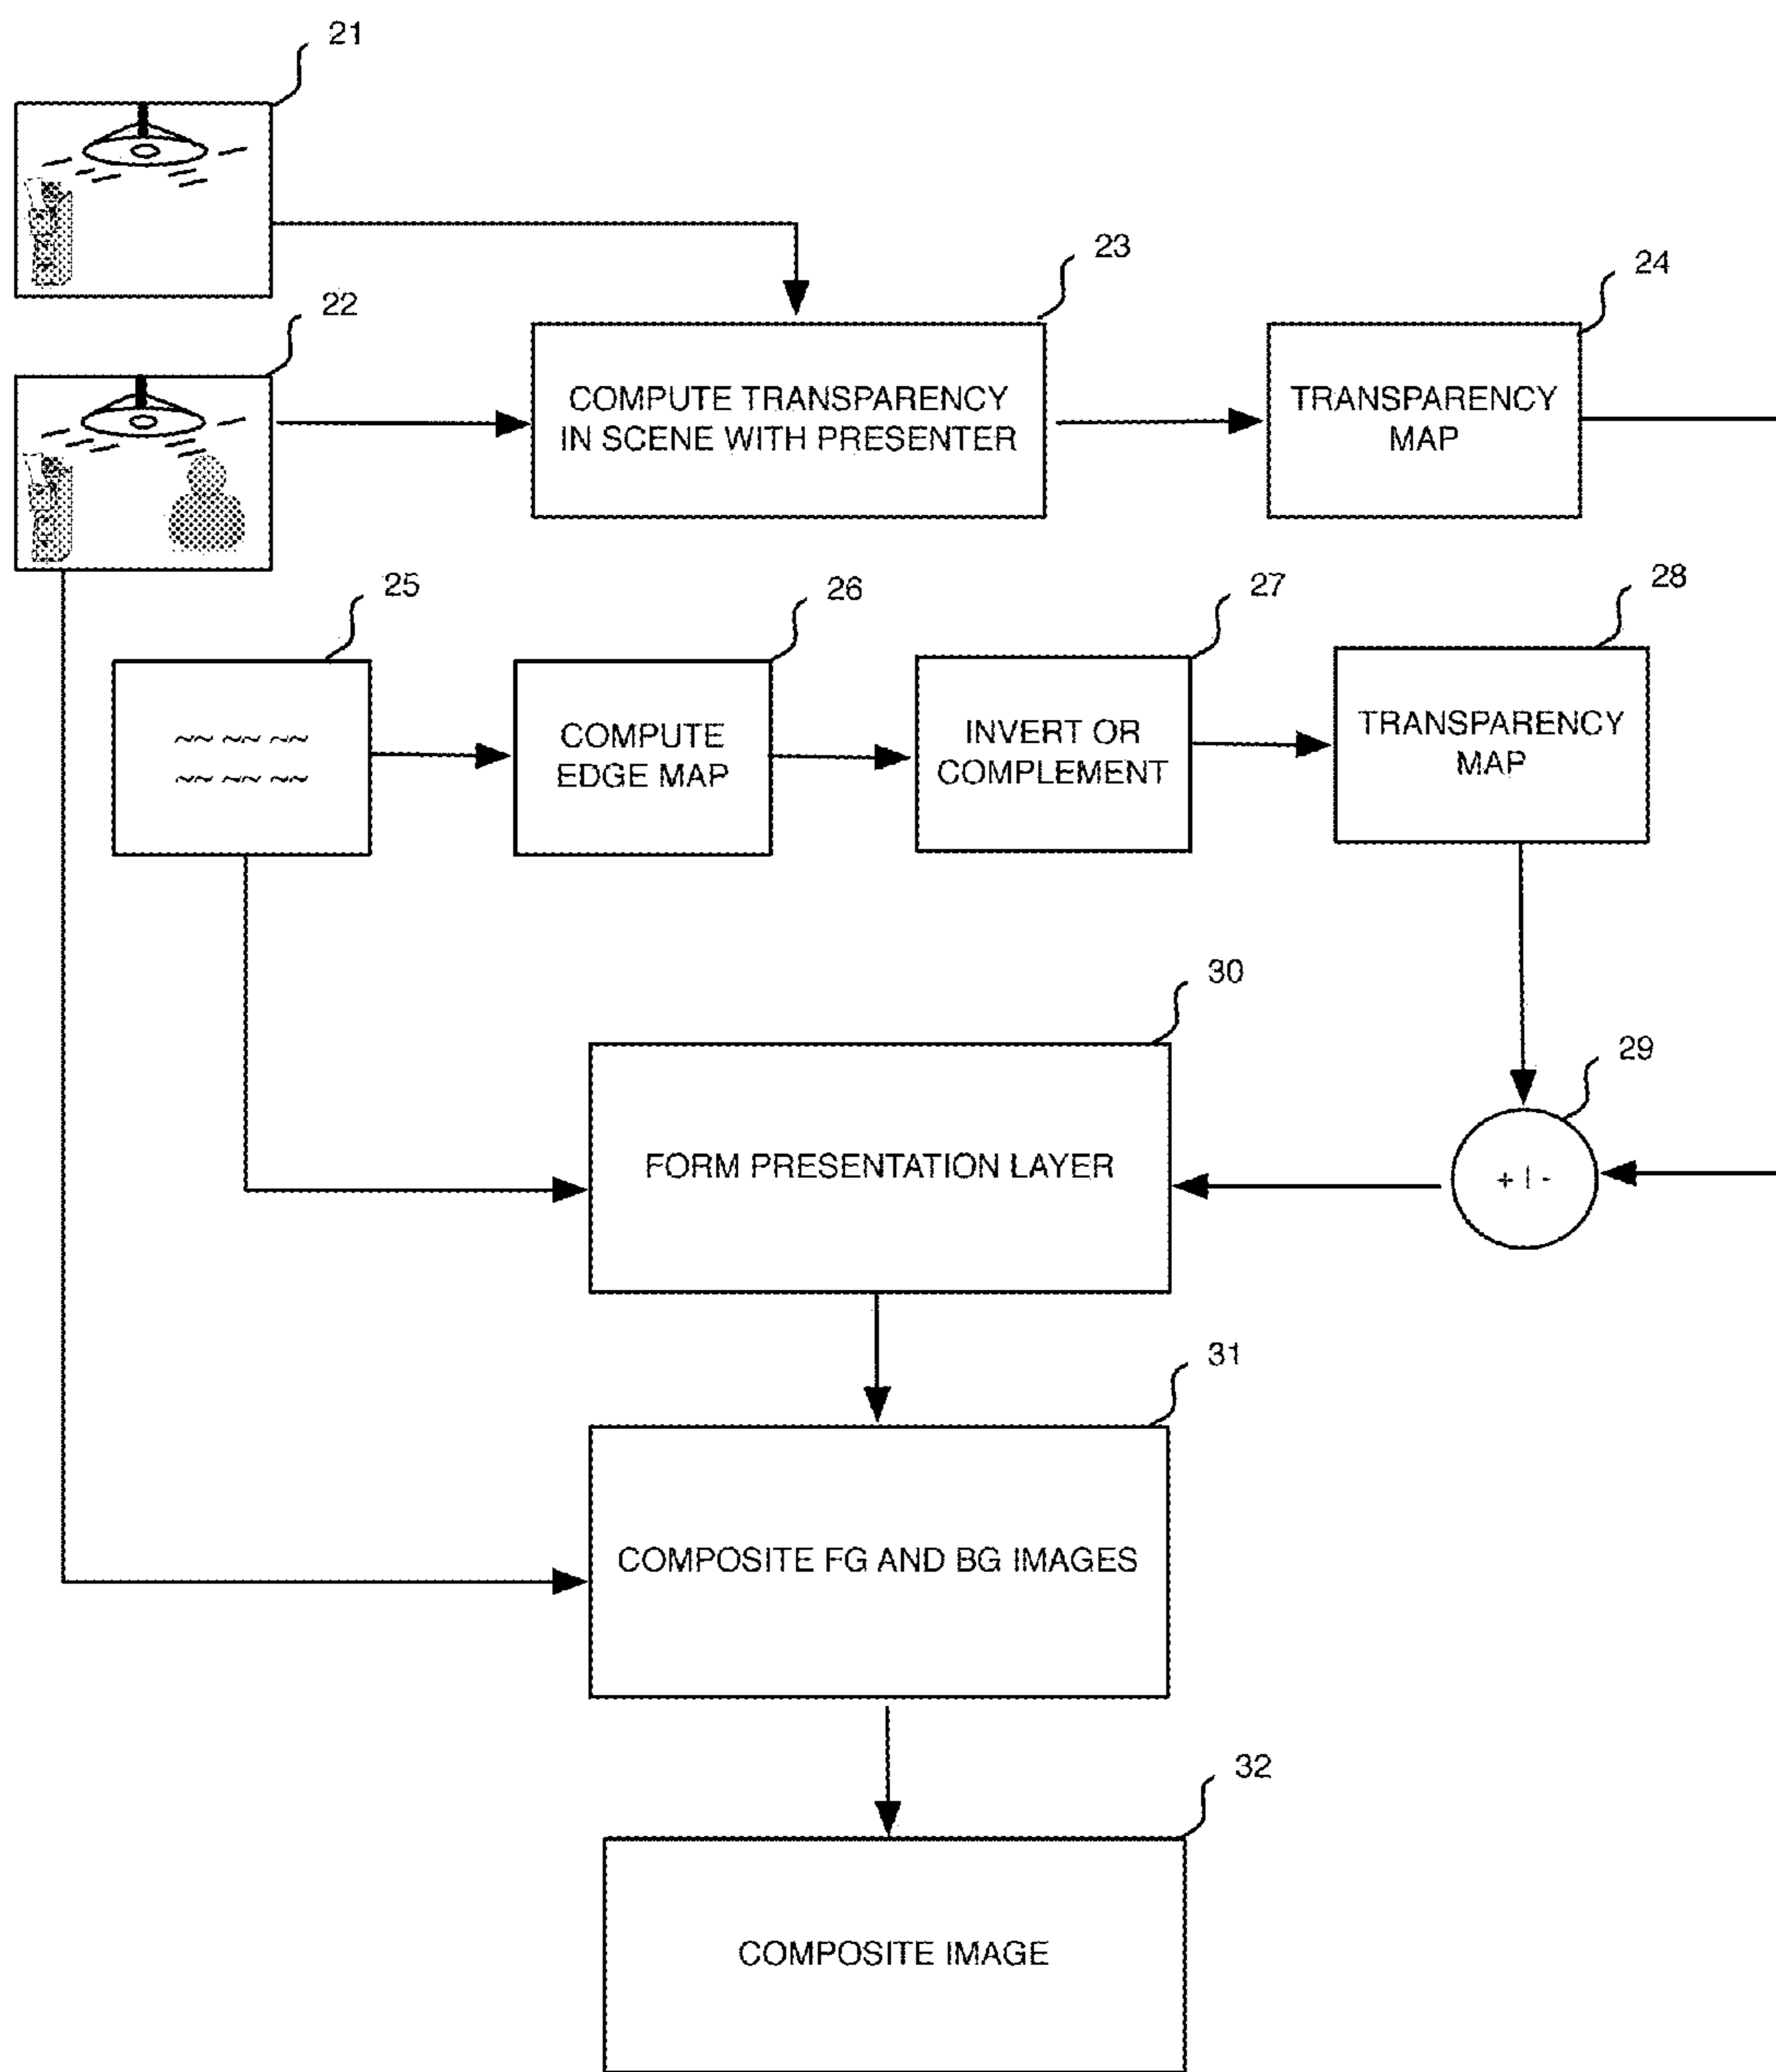 21
22
23
24
COMPUTE TRANSPARENCY
IN SCENE WITH PRESENTER
TRANSPARENCY
MAP
25
26
27
28
~~ ~~ ~~
~~ ~~ ~~
COMPUTE
EDGE MAP
INVERT OR
COMPLEMENT
TRANSPARENCY
MAP
30
29
FORM PRESENTATION LAYER
+ | -
31
COMPOSITE FG AND BG IMAGES
32
COMPOSITE IMAGE